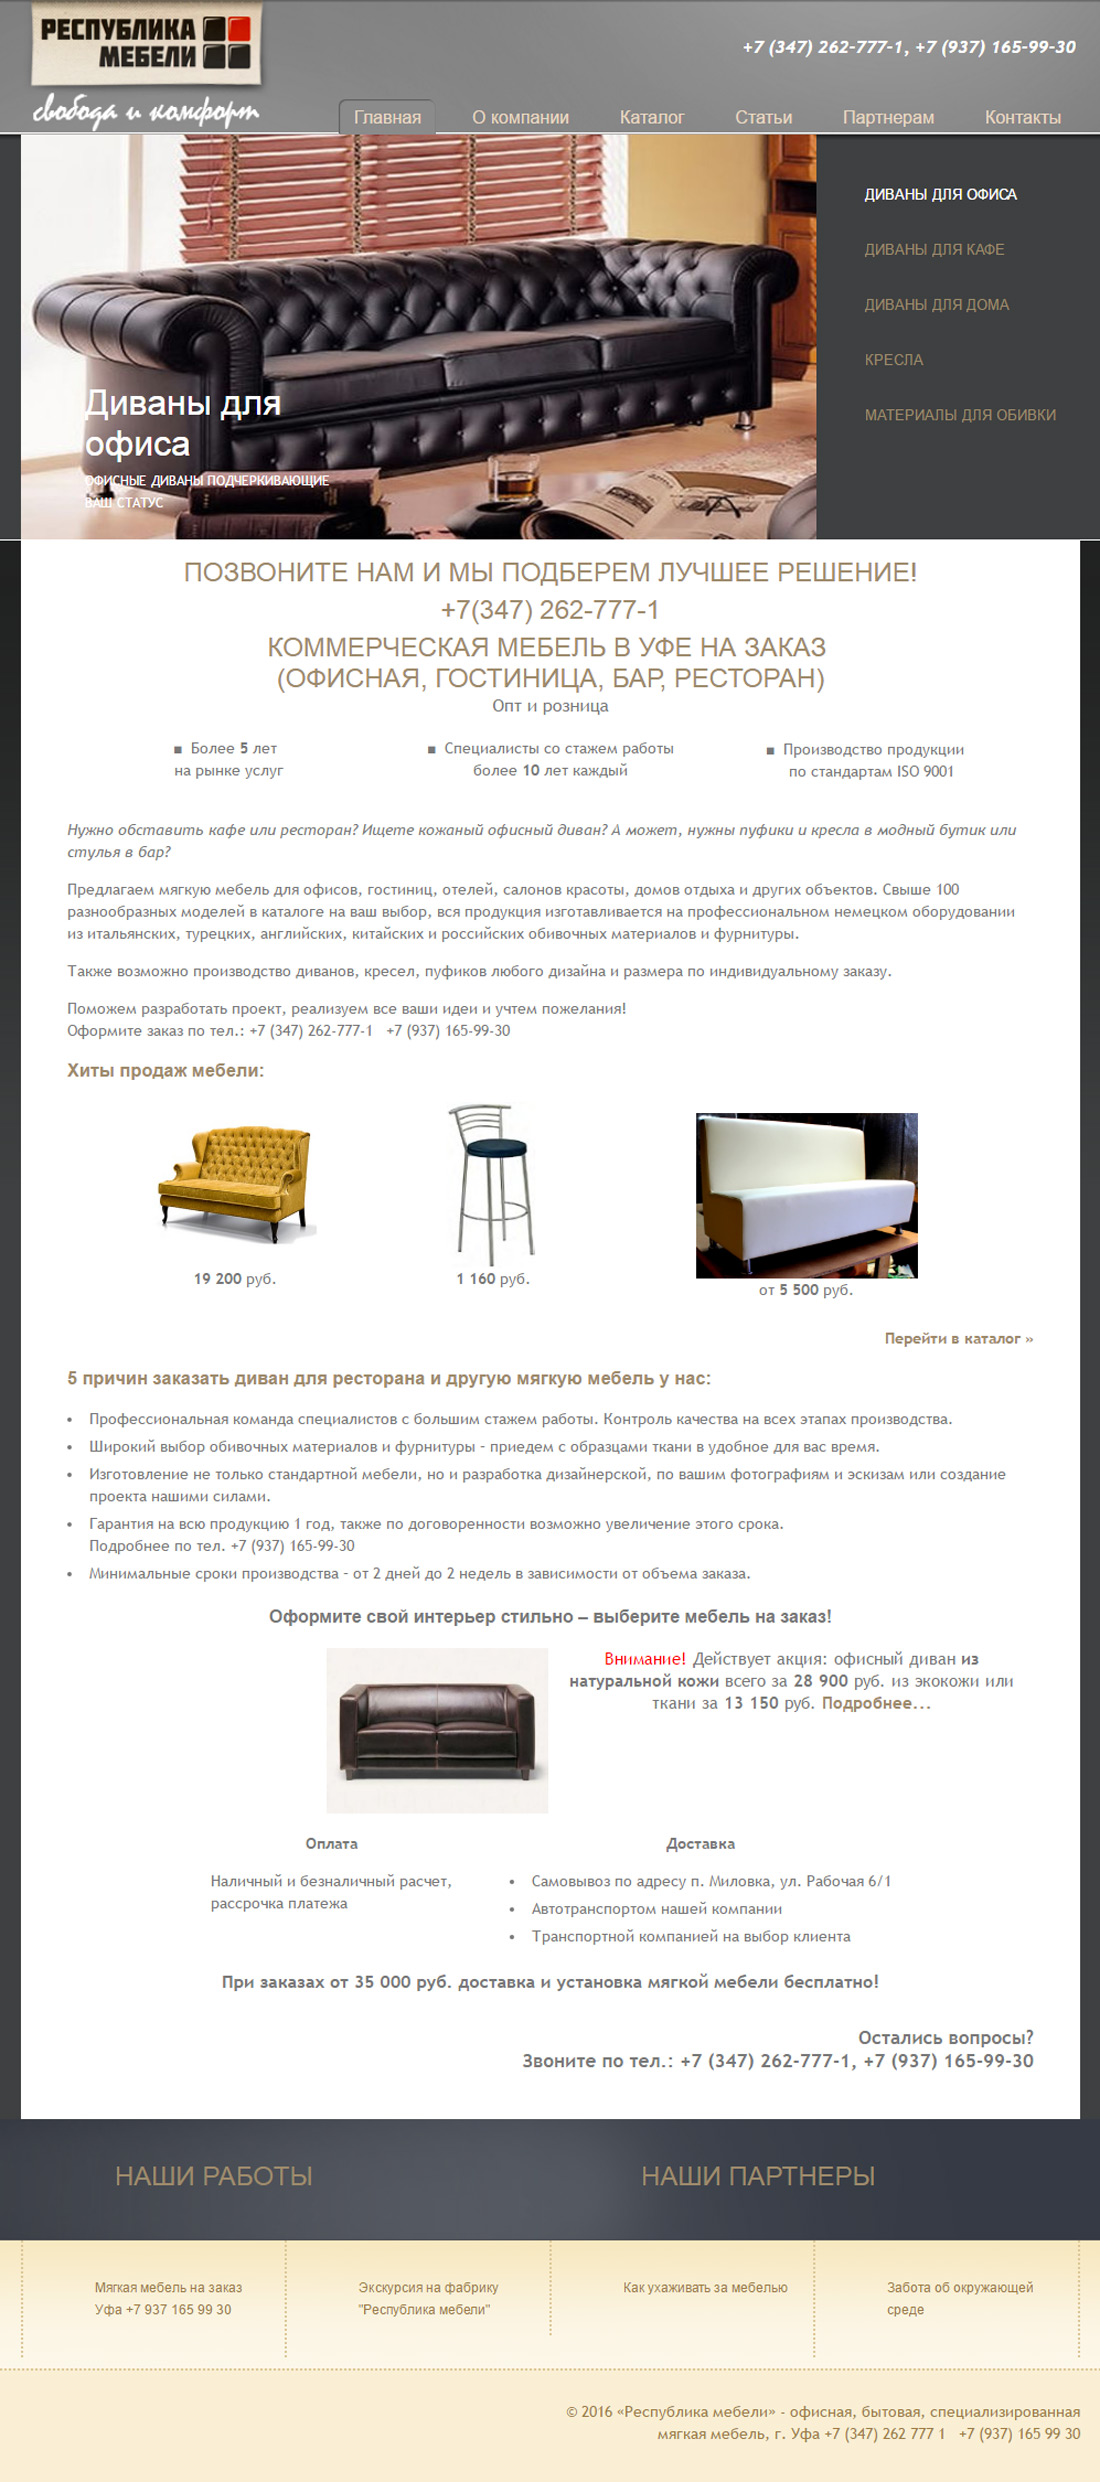 РЕСПУБЛИКА
МЕБЕЛИ
свобода и комфорт
+7 (347) 262-777-1, +7 (937) 165-99-30
Главная
О компании
Каталог
Статьи
Партнерам
Контакты
Диваны для
офиса
ОФИСНЫЕ ДИВАНЫ ПОДЧЕРКИВАЮЩИЕ
ВАШ СТАТУС
ДИВАНЫ ДЛЯ ОФИСА
ДИВАНЫ ДЛЯ КАФЕ
ДИВАНЫ ДЛЯ ДОМА
КРЕСЛА
МАТЕРИАЛЫ ДЛЯ ОБИВКИ
ПОЗВОНИТЕ НАМ И МЫ ПОДБЕРЕМ ЛУЧШЕЕ РЕШЕНИЕ!
+7(347) 262-777-1
КОММЕРЧЕСКАЯ МЕБЕЛЬ В УФЕ НА ЗАКАЗ
(ОФИСНАЯ, ГОСТИНИЦА, БАР, РЕСТОРАН)
Опт и розница
■ Более 5 лет
на рынке услуг
■ Специалисты со стажем работы
более 10 лет каждый
■ Производство продукции
по стандартам ISO 9001
Нужно обставить кафе или ресторан? Ищете кожаный офисный диван? А может, нужны пуфики и кресла в модный бутик или
стулья в бар?
Предлагаем мягкую мебель для офисов, гостиниц, отелей, салонов красоты, домов отдыха и других объектов. Свыше 100
разнообразных моделей в каталоге на ваш выбор, вся продукция изготавливается на профессиональном немецком оборудовании
из итальянских, турецких, английских, китайских и российских обивочных материалов и фурнитуры.
Также возможно производство диванов, кресел, пуфиков любого дизайна и размера по индивидуальному заказу.
Поможем разработать проект, реализуем все ваши идеи и учтем пожелания!
Оформите заказ по тел.: +7 (347) 262-777-1 +7 (937) 165-99-30
Хиты продаж мебели:
19 200 руб.
1 160 руб.
от 5 500 руб.
Перейти в каталог »
5 причин заказать диван для ресторана и другую мягкую мебель у нас:
• Профессиональная команда специалистов с большим стажем работы. Контроль качества на всех этапах производства.
• Широкий выбор обивочных материалов и фурнитуры - приедем с образцами ткани в удобное для вас время.
• Изготовление не только стандартной мебели, но и разработка дизайнерской, по вашим фотографиям и эскизам или создание
проекта нашими силами.
• Гарантия на всю продукцию 1 год, также по договоренности возможно увеличение этого срока.
Подробнее по тел. +7 (937) 165-99-30
• Минимальные сроки производства - от 2 дней до 2 недель в зависимости от объема заказа.
Оформите свой интерьер стильно – выберите мебель на заказ!
Внимание! Действует акция: офисный диван из
натуральной кожи всего за 28 900 руб. из экокожи или
ткани за 13 150 руб. Подробнее...
Оплата
Наличный и безналичный расчет,
рассрочка платежа
Доставка
• Самовывоз по адресу п. Миловка, ул. Рабочая 6/1
• Автотранспортом нашей компании
• Транспортной компанией на выбор клиента
При заказах от 35 000 руб. доставка и установка мягкой мебели бесплатно!
Остались вопросы?
Звоните по тел.: +7 (347) 262-777-1, +7 (937) 165-99-30
НАШИ РАБОТЫ
НАШИ ПАРТНЕРЫ
Мягкая мебель на заказ
Уфа +7 937 165 99 30
Экскурсия на фабрику
"Республика мебели"
Как ухаживать за мебелью
Забота об окружающей
среде
© 2016 «Республика мебели» - офисная, бытовая, специализированная
мягкая мебель, г. Уфа +7 (347) 262 777 1 +7 (937) 165 99 30